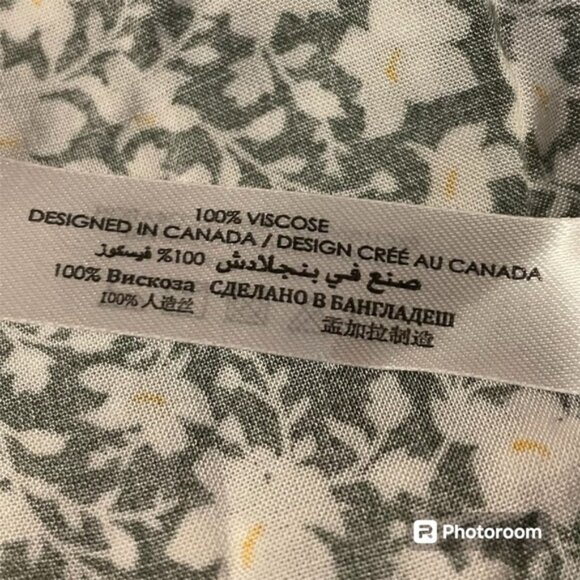 100% VISCOSE
DESIGNED IN CANADA / DESIGN CRÉÉ AU CANADA
صنع في بنجلادش 100% فيسكوز
100% Вискоза СДЕЛАНО В БАНГЛАДЕШ
100% 人造丝 孟加拉制造
Photoroom